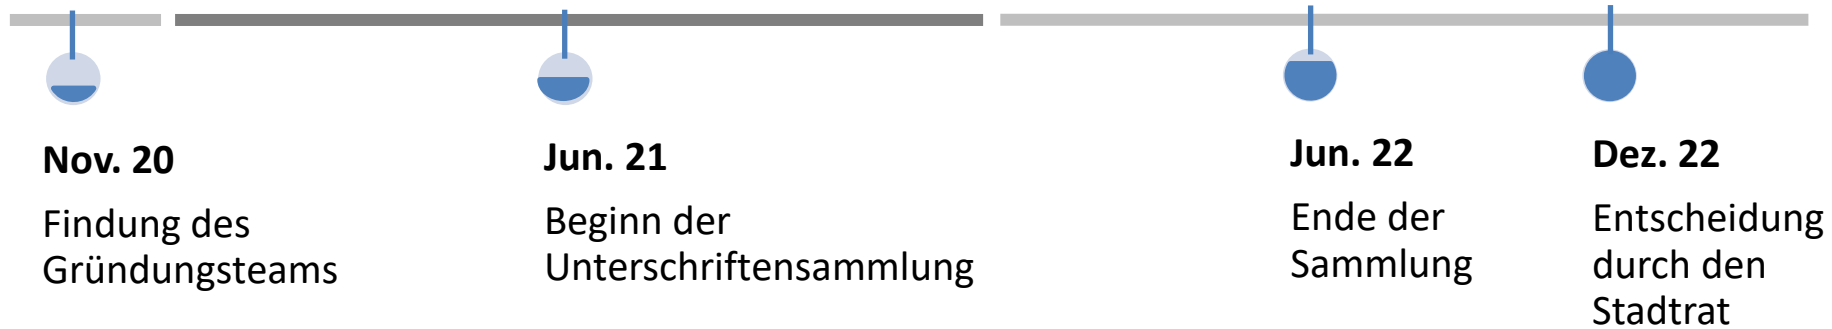 Nov. 20
Findung des
Gründungsteams
Jun. 21
Beginn der
Unterschriftensammlung
Jun. 22
Ende der
Sammlung
Dez. 22
Entscheidung
durch den
Stadtrat